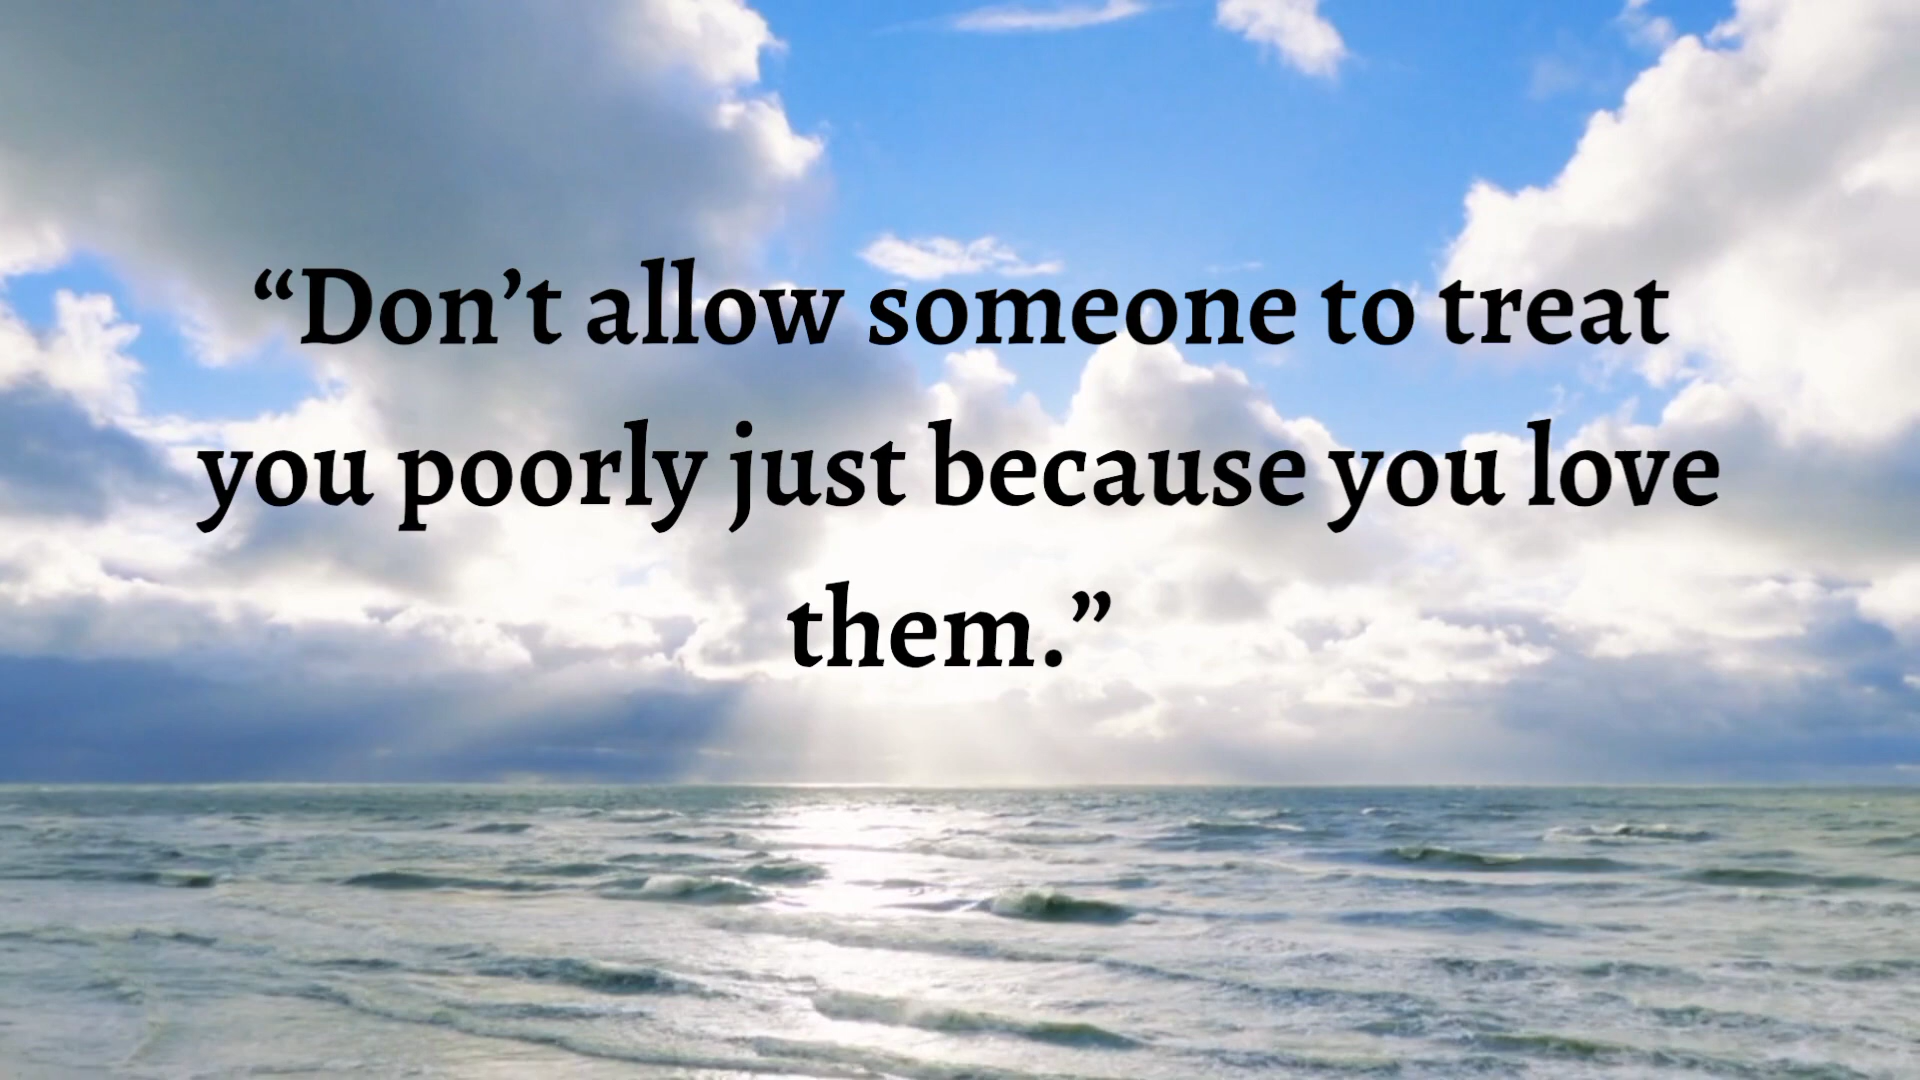 “Don’t allow someone to treat
you poorly just because you love
them.”